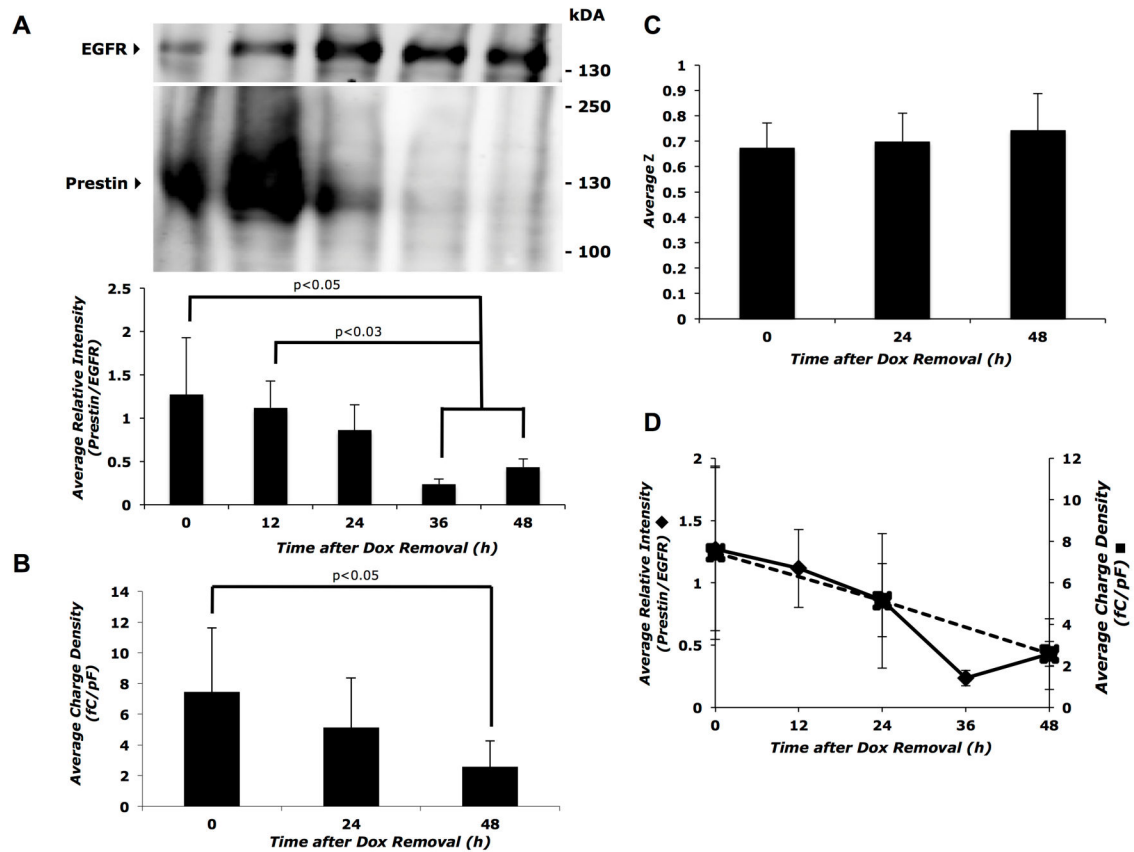 A
kDA
EGFR
- 130
- 250
Prestin
- 130
- 100
p<0.05
p<0.03
2.5
2
1.5
1
0.5
0
Average Relative Intensity
(Prestin/EGFR)
0 12 24 36 48
Time after Dox Removal (h)
B
p<0.05
14
12
10
8
6
4
2
0
Average Charge Density
(fC/pF)
0 24 48
Time after Dox Removal (h)
C
1
0.9
0.8
0.7
0.6
0.5
0.4
0.3
0.2
0.1
0
Average Z
0 24 48
Time after Dox Removal (h)
D
2
1.5
1
0.5
0
Average Relative Intensity
(Prestin/EGFR)
12
10
8
6
4
2
0
Average Charge Density
(fC/pF)
0 12 24 36 48
Time after Dox Removal (h)